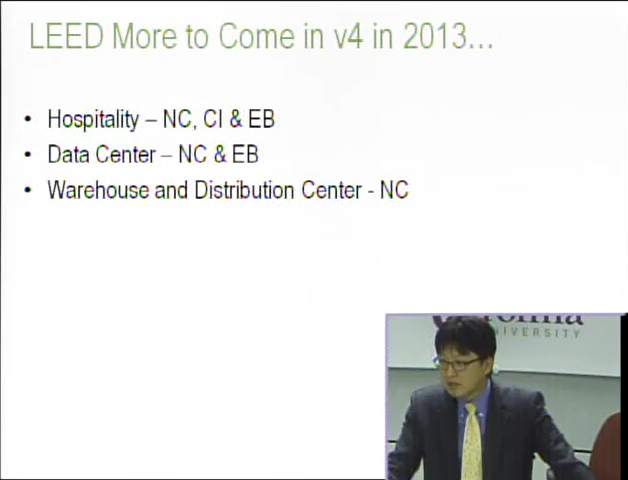 LEED More to Come in v4 in 2013...
• Hospitality – NC, CI & EB
• Data Center – NC & EB
• Warehouse and Distribution Center - NC
UNIVERSITY